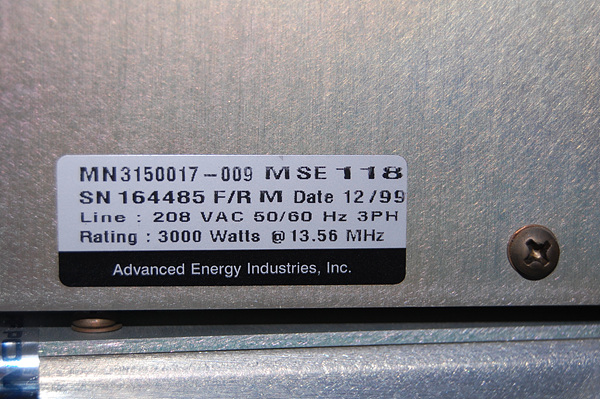 MN3150017-009 MSE 118
SN 164485 F/R M Date 12/99
Line : 208 VAC 50/60 Hz 3PH
Rating : 3000 Watts @ 13.56 MHz
Advanced Energy Industries, Inc.